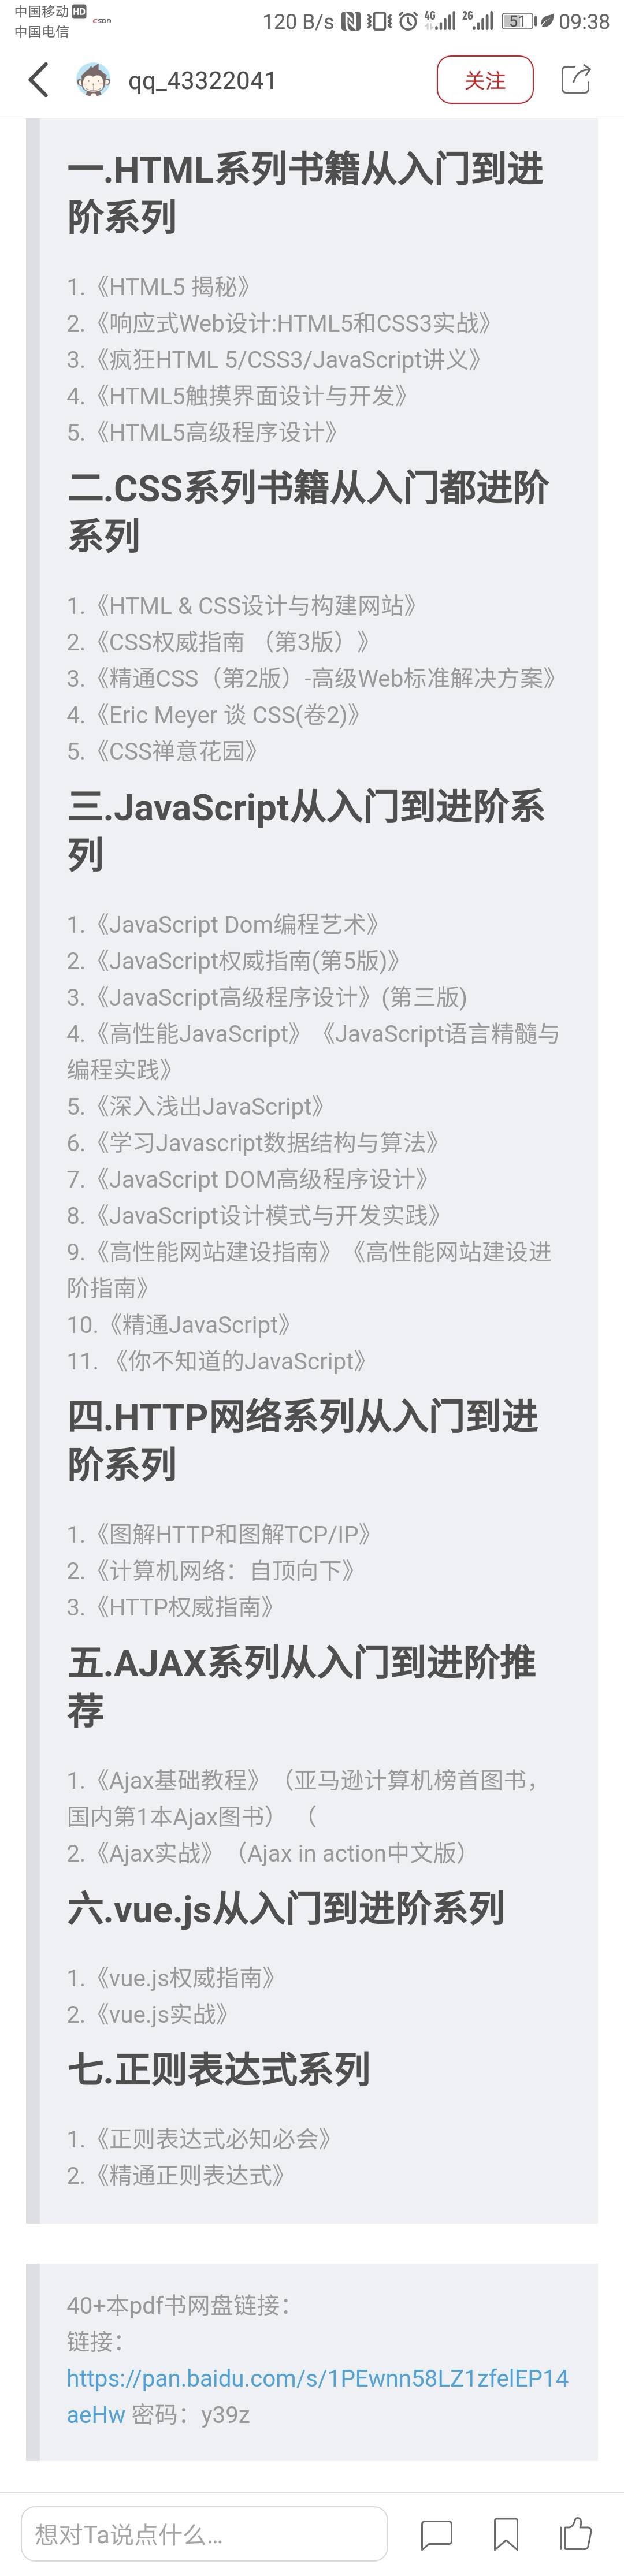 中国移动 HD
CSDN
中国电信
120 B/s 4G 2G 51 09:38
qq_43322041
关注
一.HTML系列书籍从入门到进
阶系列
1.《HTML5 揭秘》
2.《响应式Web设计:HTML5和CSS3实战》
3.《疯狂HTML 5/CSS3/JavaScript讲义》
4.《HTML5触摸界面设计与开发》
5.《HTML5高级程序设计》
二.CSS系列书籍从入门都进阶
系列
1.《HTML & CSS设计与构建网站》
2.《CSS权威指南 （第3版）》
3.《精通CSS（第2版）-高级Web标准解决方案》
4.《Eric Meyer 谈 CSS(卷2)》
5.《CSS禅意花园》
三.JavaScript从入门到进阶系
列
1.《JavaScript Dom编程艺术》
2.《JavaScript权威指南(第5版)》
3.《JavaScript高级程序设计》(第三版)
4.《高性能JavaScript》《JavaScript语言精髓与
编程实践》
5.《深入浅出JavaScript》
6.《学习Javascript数据结构与算法》
7.《JavaScript DOM高级程序设计》
8.《JavaScript设计模式与开发实践》
9.《高性能网站建设指南》《高性能网站建设进
阶指南》
10.《精通JavaScript》
11. 《你不知道的JavaScript》
四.HTTP网络系列从入门到进
阶系列
1.《图解HTTP和图解TCP/IP》
2.《计算机网络：自顶向下》
3.《HTTP权威指南》
五.AJAX系列从入门到进阶推
荐
1.《Ajax基础教程》（亚马逊计算机榜首图书，
国内第1本Ajax图书） （
2.《Ajax实战》（Ajax in action中文版）
六.vue.js从入门到进阶系列
1.《vue.js权威指南》
2.《vue.js实战》
七.正则表达式系列
1.《正则表达式必知必会》
2.《精通正则表达式》
40+本pdf书网盘链接：
链接：
https://pan.baidu.com/s/1PEwnn58LZ1zfelEP14
aeHw 密码：y39z
想对Ta说点什么...